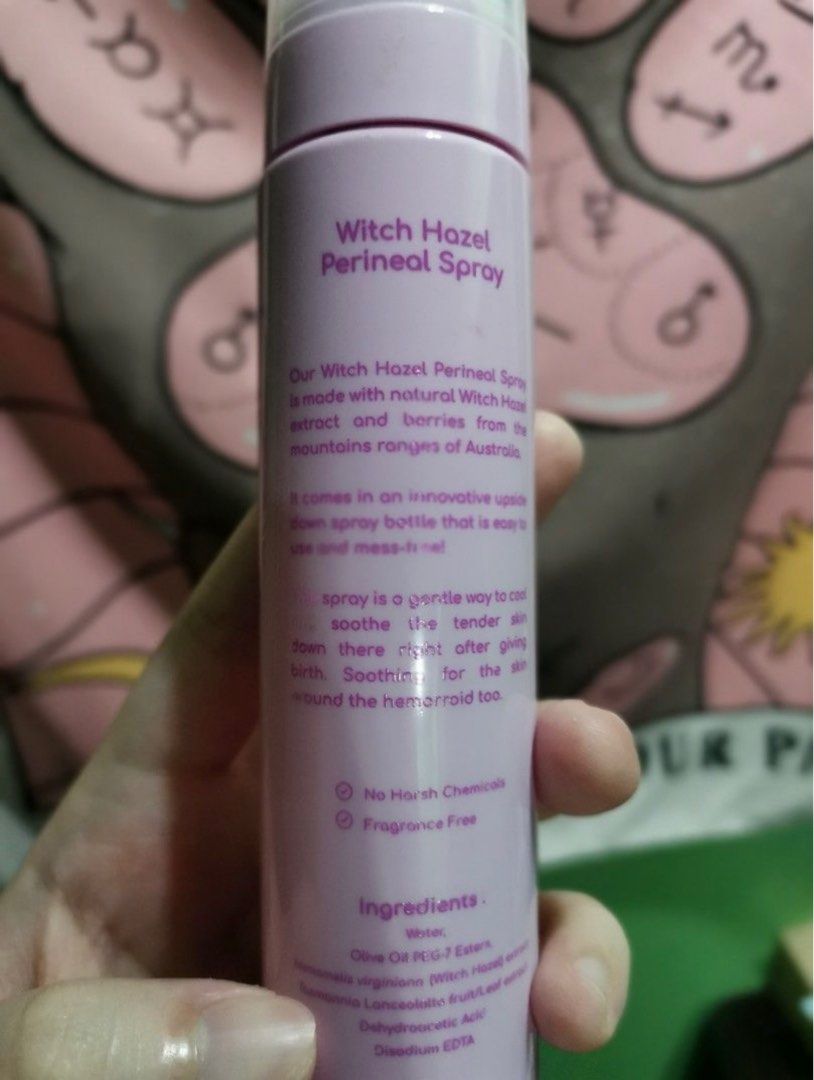 Witch Hazel
Perineal Spray
Our Witch Hazel Perineal Spray
is made with natural Witch Hazel
extract and berries from the
mountains ranges of Australia.
It comes in an innovative upside
down spray bottle that is easy to
use and mess-free!
spray is a gentle way to cool
soothe the tender skin
down there right after giving
birth. Soothing for the skin
around the hemorroid too.
No Harsh Chemicals
Fragrance Free
Ingredients.
Water,
Olive Oil PEG-7 Esters,
Hamamelis virginiana (Witch Hazel) extract
Lanceolata fruit/Leaf extract
Dehydroacetic Acid
Disodium EDTA
OUR PA